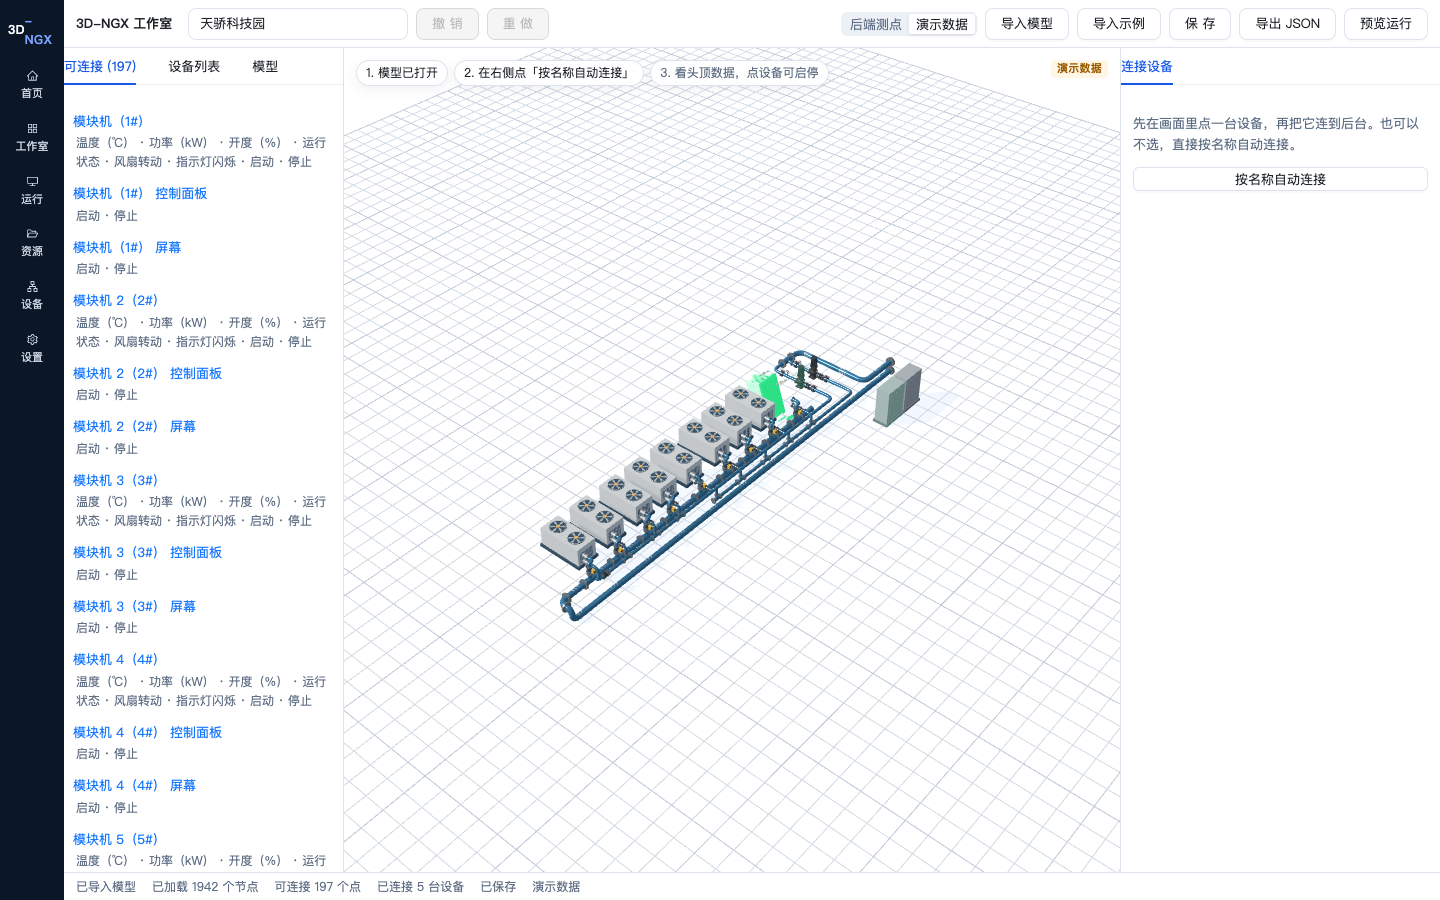 3D-NGX
首页
工作室
运行
资源
设备
设置
3D-NGX 工作室
天骄科技园
撤 销
重 做
后端测点
演示数据
导入模型
导入示例
保 存
导出 JSON
预览运行
可连接 (197)
设备列表
模型
模块机（1#）
温度（℃） · 功率（kW） · 开度（%） · 运行
状态 · 风扇转动 · 指示灯闪烁 · 启动 · 停止
模块机（1#） 控制面板
启动 · 停止
模块机（1#） 屏幕
启动 · 停止
模块机 2（2#）
温度（℃） · 功率（kW） · 开度（%） · 运行
状态 · 风扇转动 · 指示灯闪烁 · 启动 · 停止
模块机 2（2#） 控制面板
启动 · 停止
模块机 2（2#） 屏幕
启动 · 停止
模块机 3（3#）
温度（℃） · 功率（kW） · 开度（%） · 运行
状态 · 风扇转动 · 指示灯闪烁 · 启动 · 停止
模块机 3（3#） 控制面板
启动 · 停止
模块机 3（3#） 屏幕
启动 · 停止
模块机 4（4#）
温度（℃） · 功率（kW） · 开度（%） · 运行
状态 · 风扇转动 · 指示灯闪烁 · 启动 · 停止
模块机 4（4#） 控制面板
启动 · 停止
模块机 4（4#） 屏幕
启动 · 停止
模块机 5（5#）
温度（℃） · 功率（kW） · 开度（%） · 运行
1. 模型已打开
2. 在右侧点「按名称自动连接」
3. 看头顶数据，点设备可启停
演示数据
连接设备
先在画面里点一台设备，再把它连到后台。也可以
不选，直接按名称自动连接。
按名称自动连接
已导入模型
已加载 1942 个节点
可连接 197 个点
已连接 5 台设备
已保存
演示数据